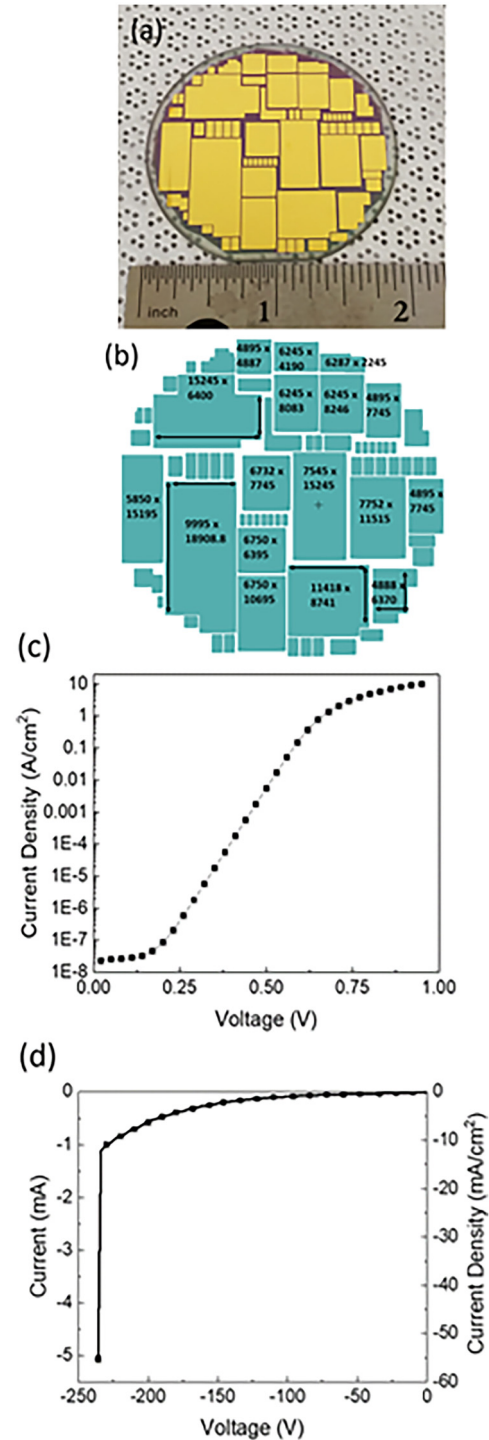 (a)
inch
1
2
(b)
4895 x
4887
6245 x
4190
6287 x 2245
15245 x
6400
6245 x
8083
6245 x
8246
4895 x
7745
5850 x
15195
6732 x
7745
7545 x
15245
9995 x
18908.8
7752 x
11515
4895 x
7745
6750 x
6395
6750 x
10695
11418 x
8741
4888 x
6370
(c)
Current Density (A/cm²)
10
1
0.1
0.01
0.001
1E-4
1E-5
1E-6
1E-7
1E-8
0.00
0.25
0.50
0.75
1.00
Voltage (V)
(d)
Current (mA)
0
-1
-2
-3
-4
-5
0
-10
-20
-30
-40
-50
-60
Current Density (mA/cm²)
-250
-200
-150
-100
-50
0
Voltage (V)